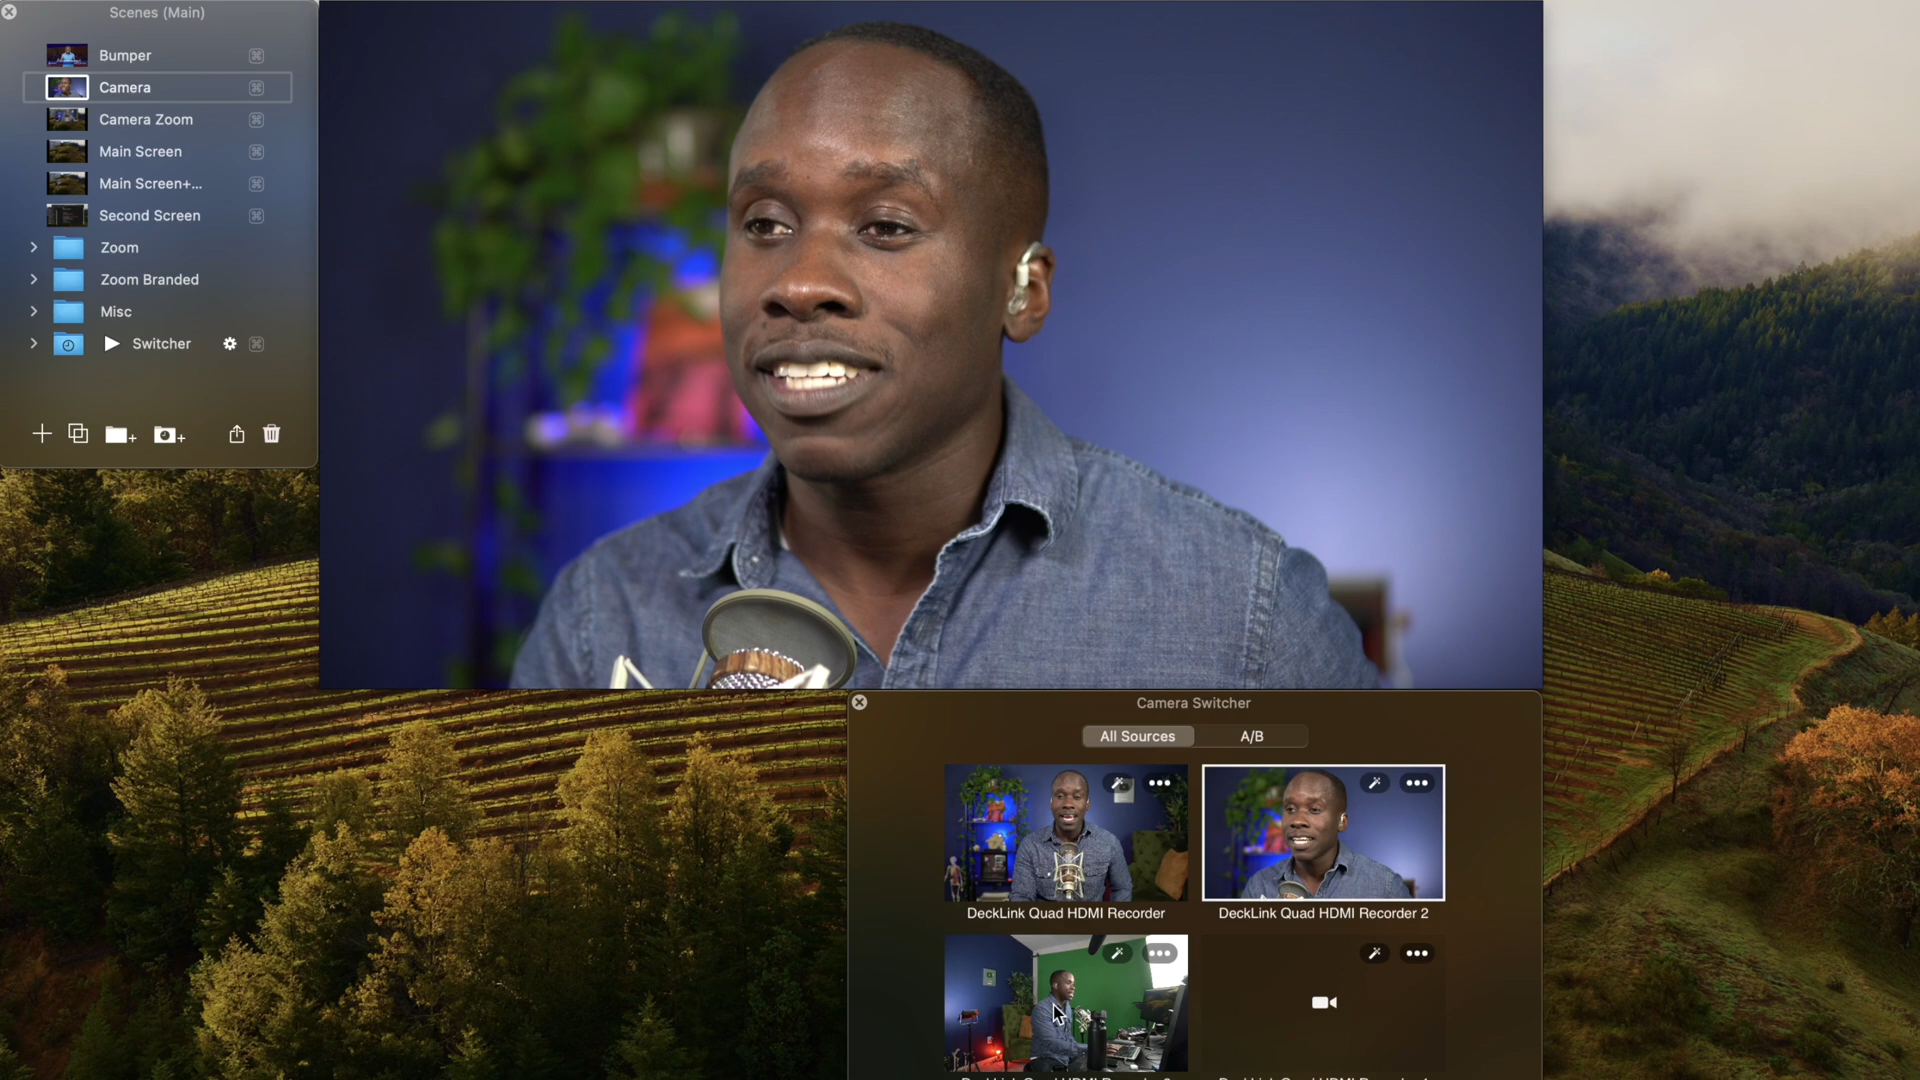 Scenes (Main)
Bumper
Camera
Camera Zoom
Main Screen
Main Screen+...
Second Screen
Zoom
Zoom Branded
Misc
Switcher
Camera Switcher
All Sources
A/B
DeckLink Quad HDMI Recorder
DeckLink Quad HDMI Recorder 2